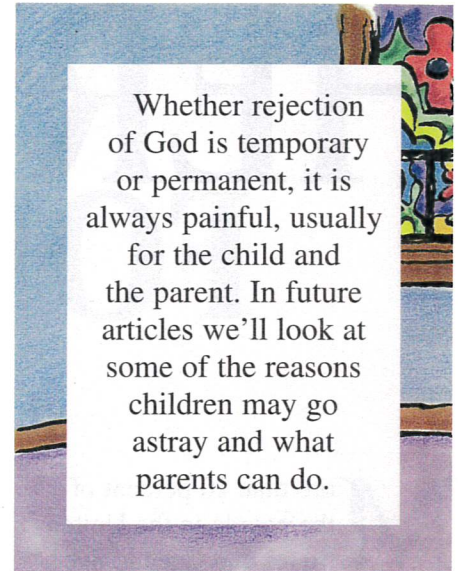 Whether rejection
of God is temporary
or permanent, it is
always painful, usually
for the child and
the parent. In future
articles we’ll look at
some of the reasons
children may go
astray and what
parents can do.